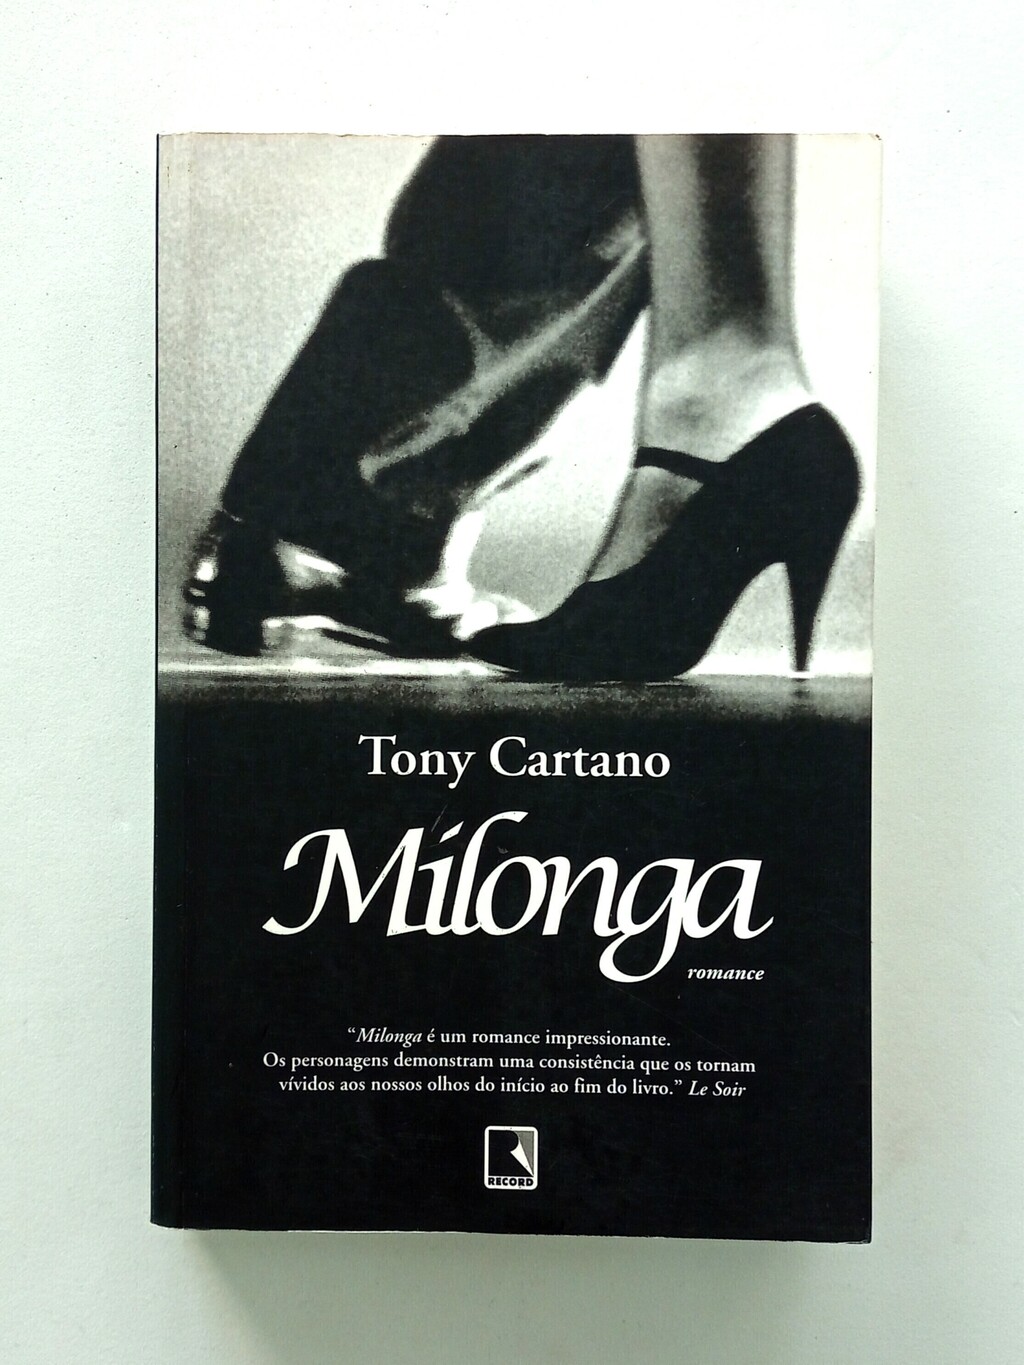 Tony Cartano
Milonga
romance
“Milonga é um romance impressionante.
Os personagens demonstram uma consistência que os tornam
vívidos aos nossos olhos do início ao fim do livro.” Le Soir
RECORD